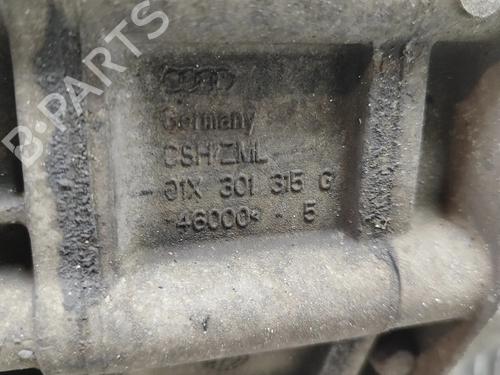 B-PARTS
Germany
CSH/ZML
01X 301 315 G
46000* - 5